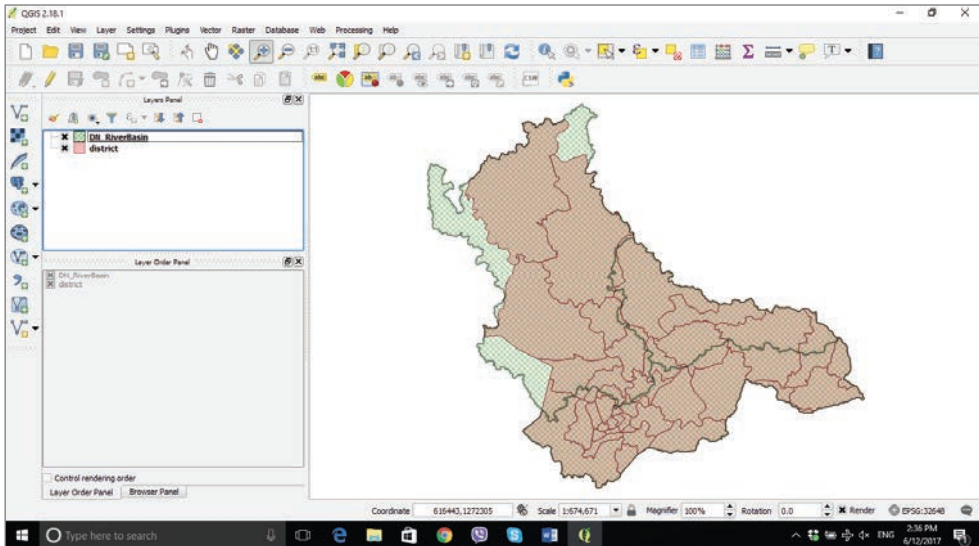 QGIS 2.18.1
Project Edit View Layer Settings Plugins Vector Raster Database Web Processing Help
Layers Panel
DN_RiverBasin
district
Layer Order Panel
DN_RiverBasin
district
Control rendering order
Layer Order Panel Browser Panel
Coordinate 616443,1272305 Scale 1:674,671 Magnifier 100% Rotation 0.0 Render EPSG:32648
Type here to search
ENG 2:36 PM
6/12/2017